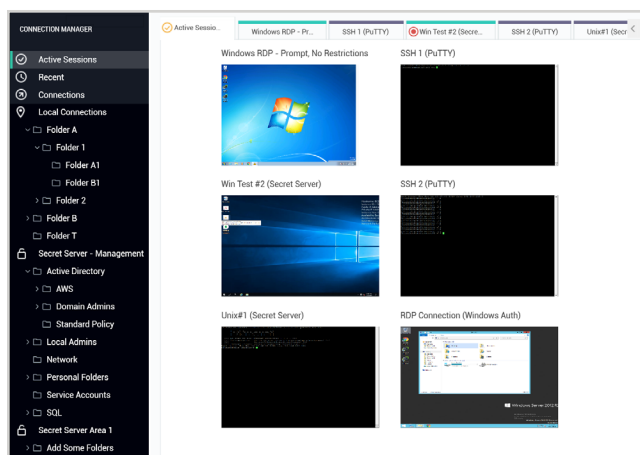 CONNECTION MANAGER
Active Sessions
Recent
Connections
Local Connections
Folder A
Folder 1
Folder A1
Folder B1
Folder 2
Folder B
Folder T
Secret Server - Management
Active Directory
AWS
Domain Admins
Standard Policy
Local Admins
Network
Personal Folders
Service Accounts
SQL
Secret Server Area 1
Add Some Folders
Active Sessio..
Windows RDP - Pr...
SSH 1 (PuTTY)
Win Test #2 (Secre...
SSH 2 (PuTTY)
Unix#1 (Secr
Windows RDP - Prompt, No Restrictions
SSH 1 (PuTTY)
Win Test #2 (Secret Server)
SSH 2 (PuTTY)
Unix#1 (Secret Server)
RDP Connection (Windows Auth)
Windows Server 2012 R2